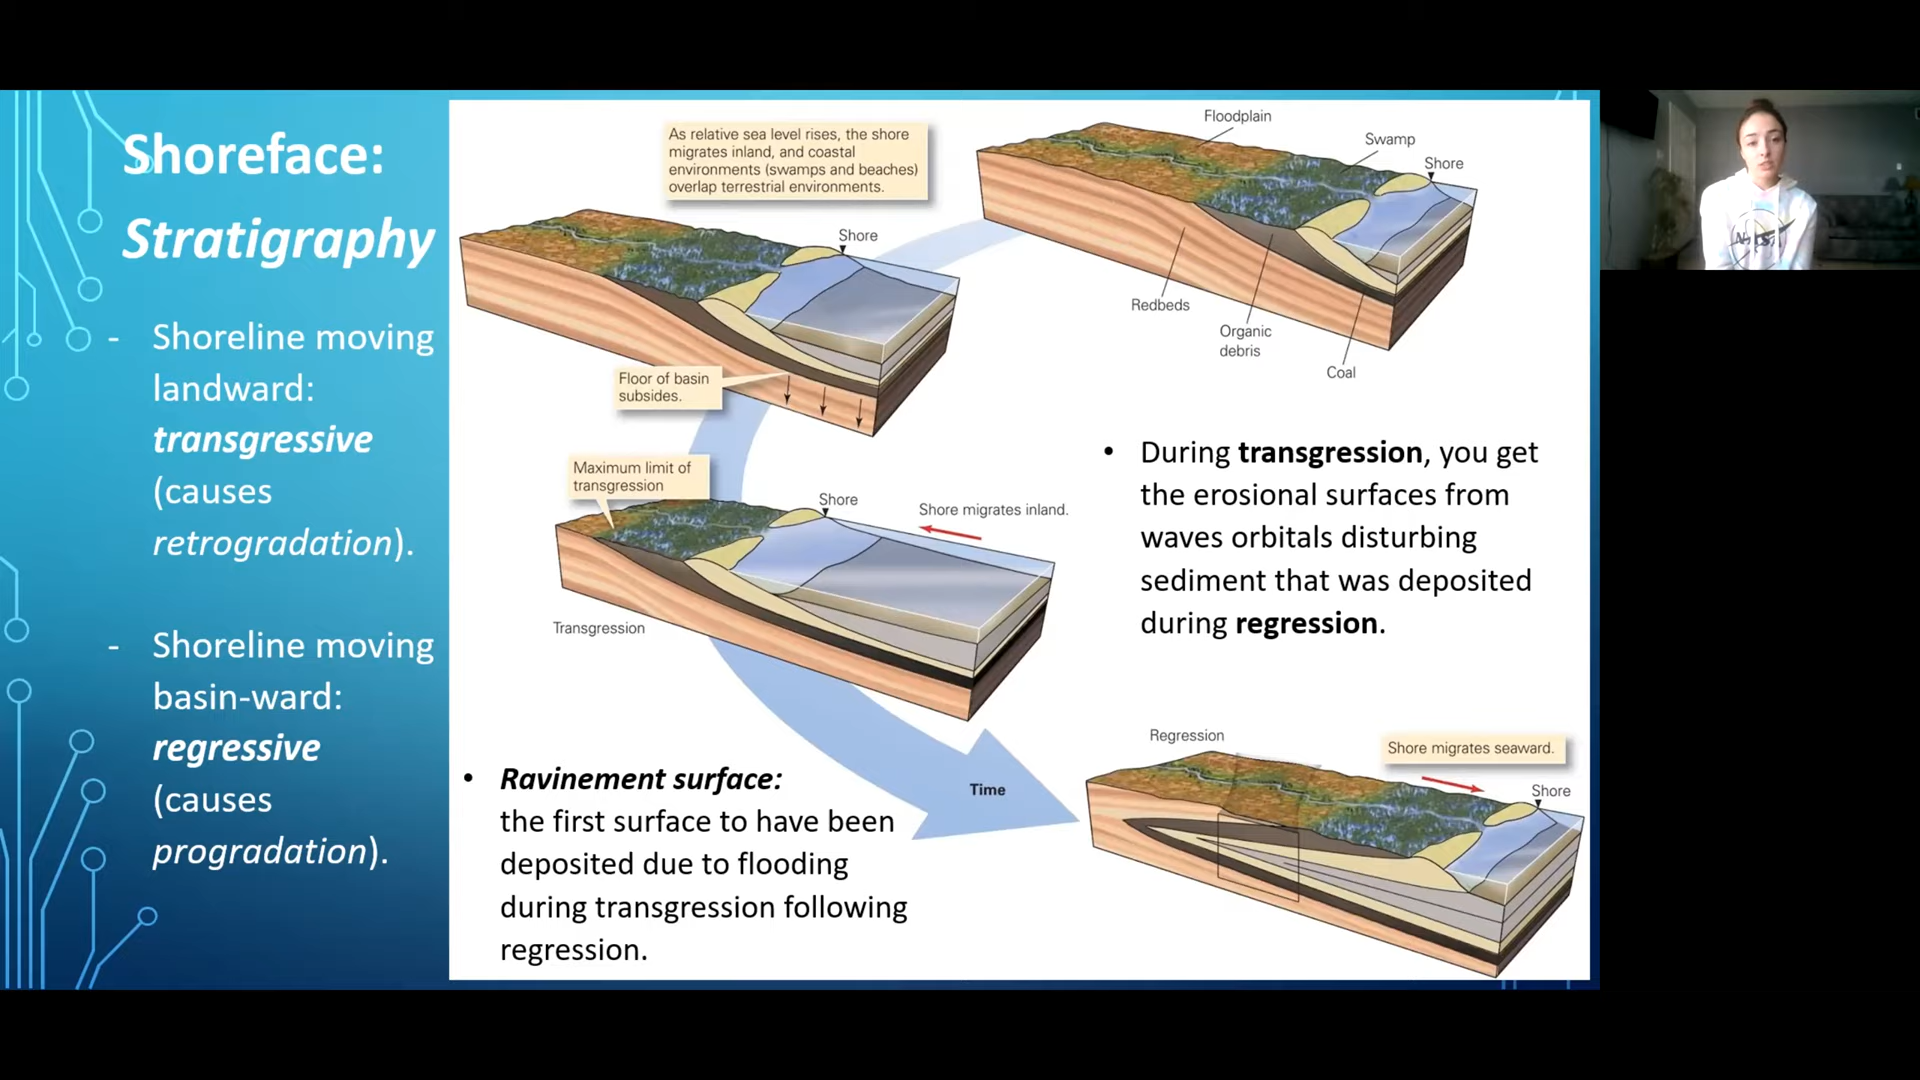 Shoreface:
Stratigraphy
- Shoreline moving
landward:
transgressive
(causes
retrogradation).
- Shoreline moving
basin-ward:
regressive
(causes
progradation).
As relative sea level rises, the shore
migrates inland, and coastal
environments (swamps and beaches)
overlap terrestrial environments.
Shore
Floor of basin
subsides.
Floodplain
Swamp
Shore
Redbeds
Organic
debris
Coal
Maximum limit of
transgression
Shore
Shore migrates inland.
Transgression
• During transgression, you get
the erosional surfaces from
waves orbitals disturbing
sediment that was deposited
during regression.
• Ravinement surface:
the first surface to have been
deposited due to flooding
during transgression following
regression.
Time
Regression
Shore migrates seaward.
Shore
NASA